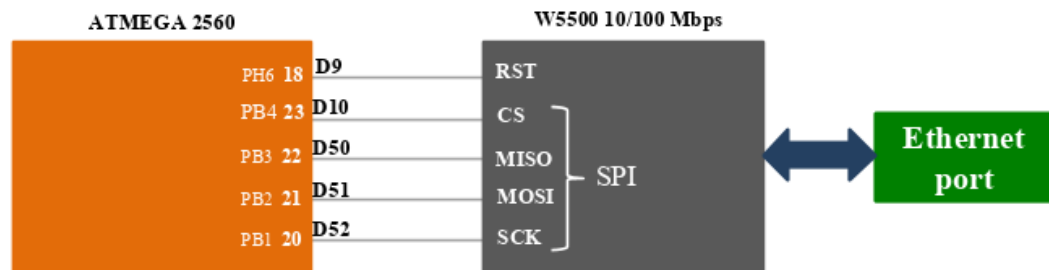 ATMEGA 2560
W5500 10/100 Mbps
PH6 18 D9 RST
PB4 23 D10 CS
PB3 22 D50 MISO
PB2 21 D51 MOSI
PB1 20 D52 SCK
SPI
Ethernet
port